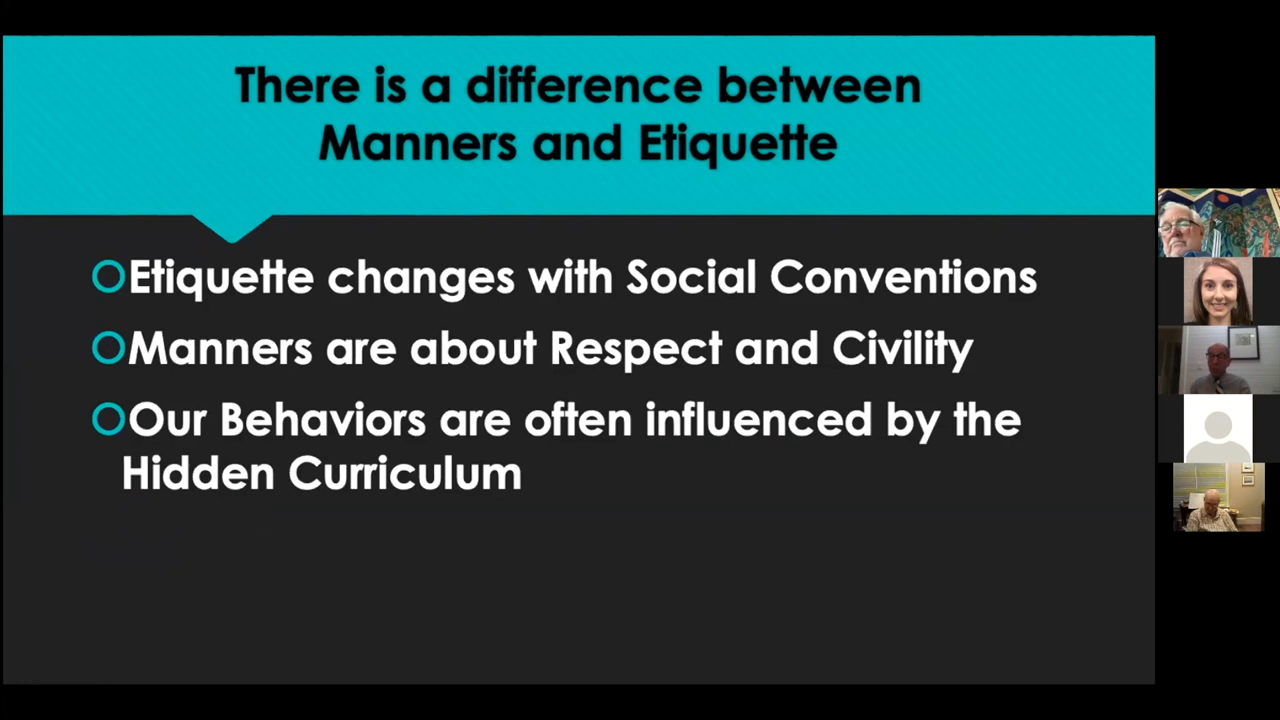 There is a difference between
Manners and Etiquette
Etiquette changes with Social Conventions
Manners are about Respect and Civility
Our Behaviors are often influenced by the
Hidden Curriculum